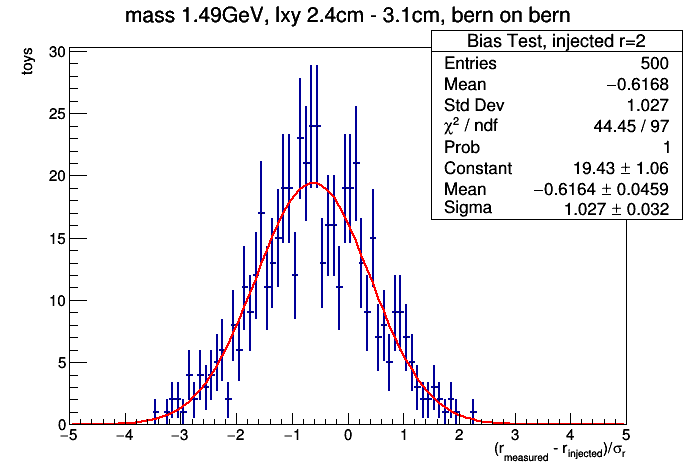 mass 1.49GeV, lxy 2.4cm - 3.1cm, bern on bern
Bias Test, injected r=2
Entries 500
Mean −0.6168
Std Dev 1.027
χ² / ndf 44.45 / 97
Prob 1
Constant 19.43 ± 1.06
Mean −0.6164 ± 0.0459
Sigma 1.027 ± 0.032
toys
30
25
20
15
10
5
0
−5 −4 −3 −2 −1 0 1 2 3 4 5
(r_measured - r_injected)/σ_r